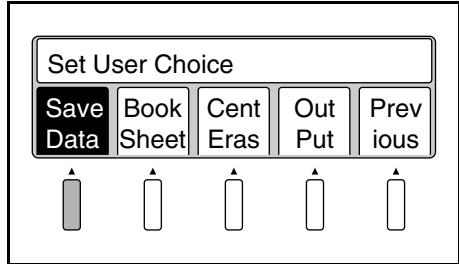 Set User Choice
Save Book Cent Out Prev
Data Sheet Eras Put ious